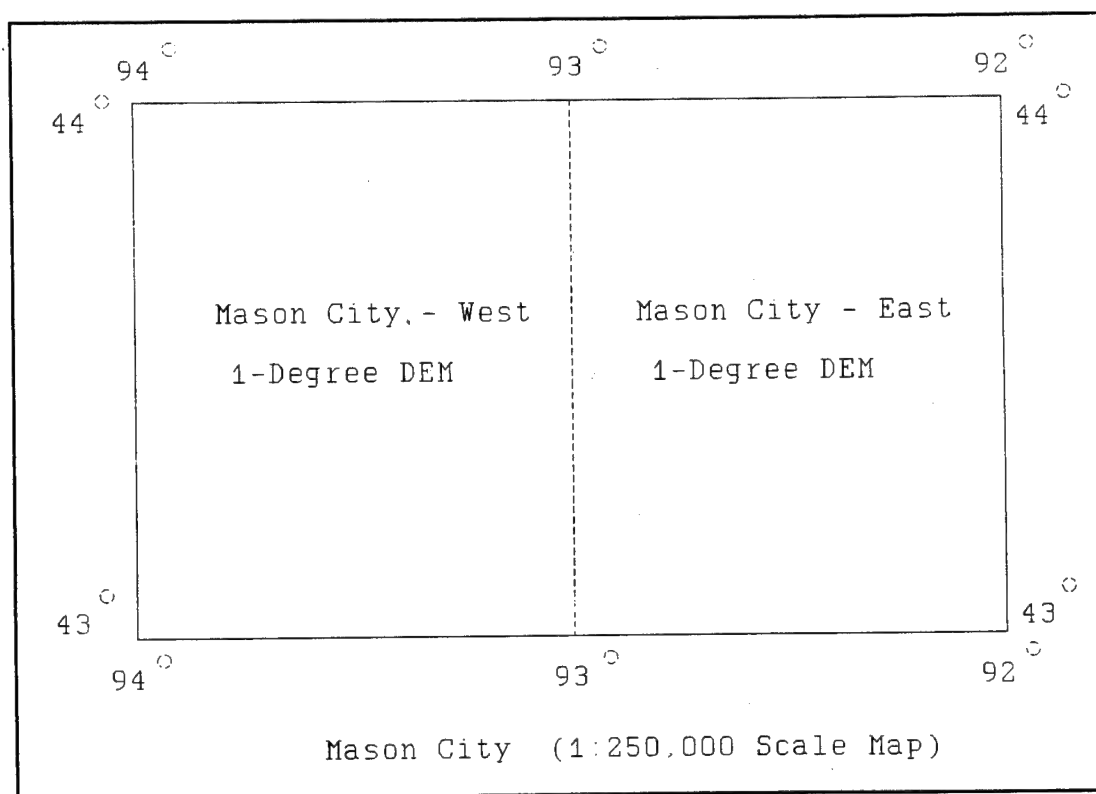 94° 93° 92°
44° 44°
Mason City. - West Mason City - East
1-Degree DEM 1-Degree DEM
43° 43°
94° 93° 92°
Mason City (1:250,000 Scale Map)